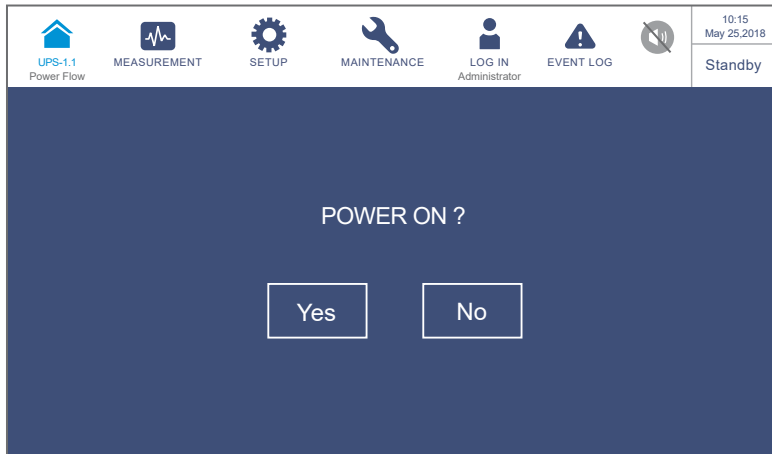 UPS-1.1
Power Flow
MEASUREMENT
SETUP
MAINTENANCE
LOG IN
Administrator
EVENT LOG
10:15
May 25,2018
Standby
POWER ON ?
Yes
No